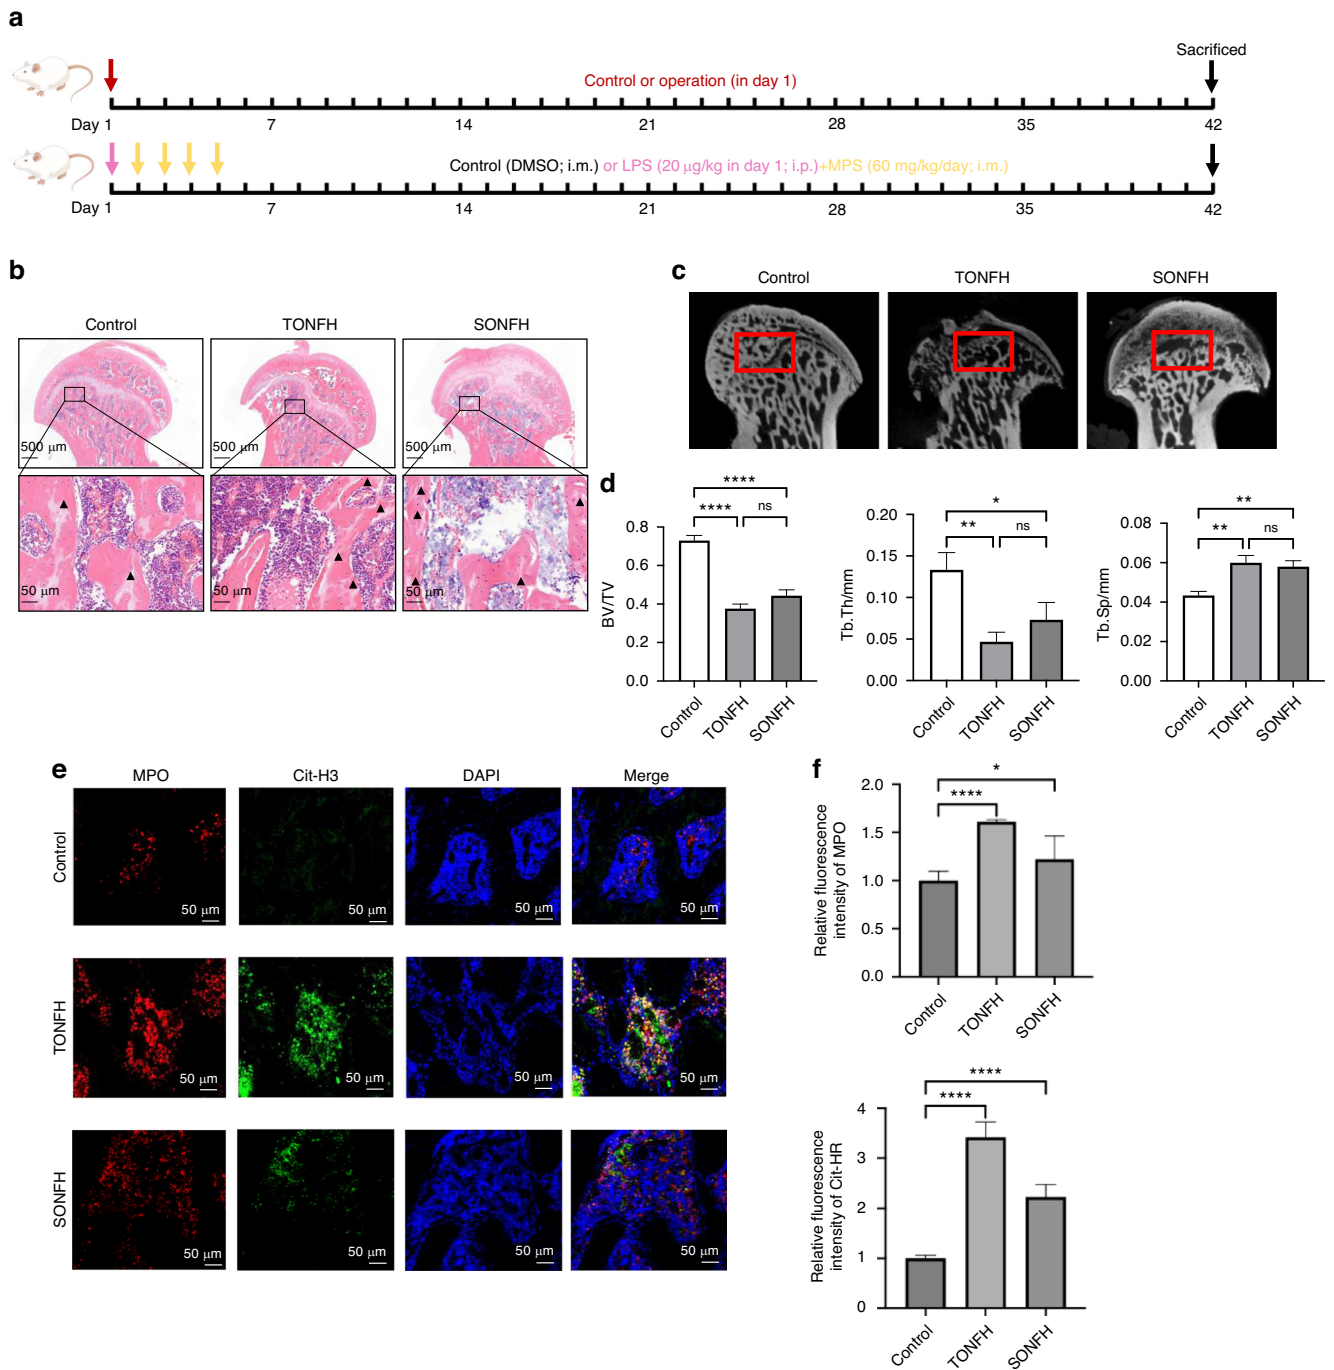 a
Sacrificed
Control or operation (in day 1)
Day 1 7 14 21 28 35 42
Control (DMSO; i.m.) or LPS (20 μg/kg in day 1; i.p.)+MPS (60 mg/kg/day; i.m.)
Day 1 7 14 21 28 35 42
b
Control TONFH SONFH
500 μm 500 μm 500 μm
50 μm 50 μm 50 μm
c
Control TONFH SONFH
d
****
**** ns
BV/TV
0.8
0.6
0.4
0.2
0.0
Control TONFH SONFH
*
** ns
Tb.Th/mm
0.20
0.15
0.10
0.05
0.00
Control TONFH SONFH
**
** ns
Tb.Sp/mm
0.08
0.06
0.04
0.02
0.00
Control TONFH SONFH
e
MPO Cit-H3 DAPI Merge
Control
50 μm 50 μm 50 μm 50 μm
TONFH
50 μm 50 μm 50 μm 50 μm
SONFH
50 μm 50 μm 50 μm 50 μm
f
*
****
Relative fluorescence
intensity of MPO
2.0
1.5
1.0
0.5
0.0
Control TONFH SONFH
****
****
Relative fluorescence
intensity of Cit-HR
4
3
2
1
0
Control TONFH SONFH